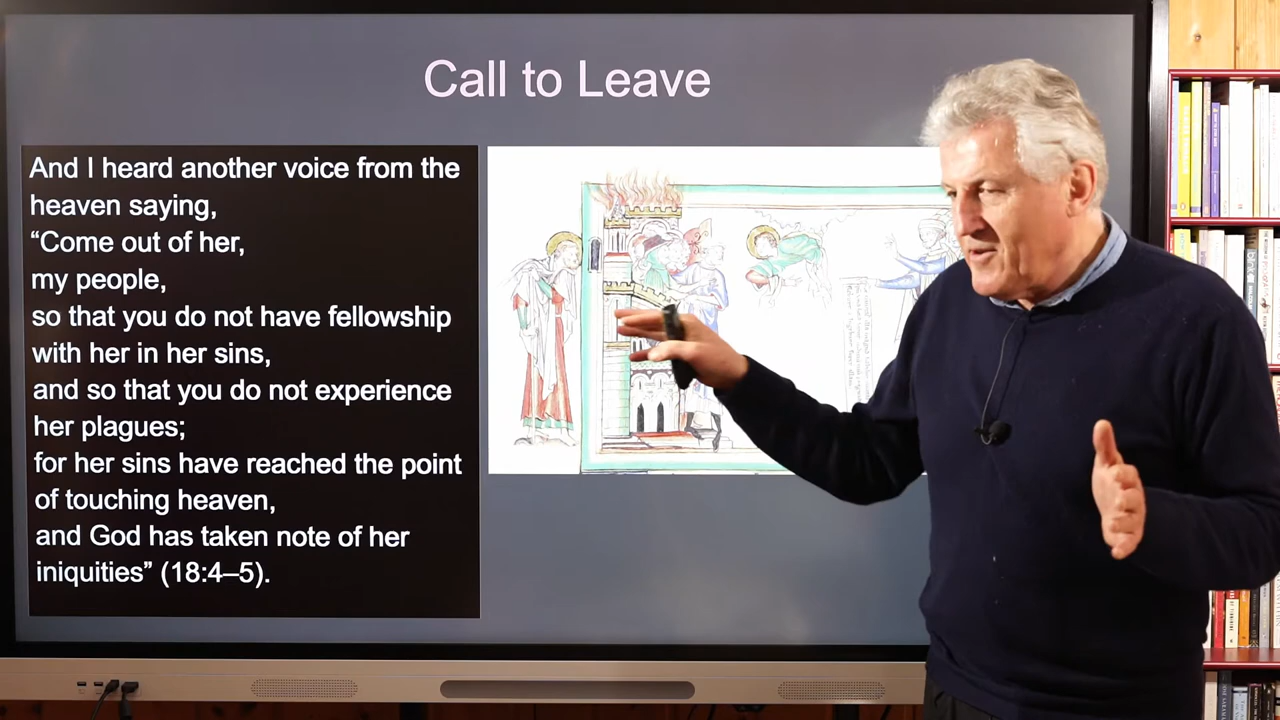 Call to Leave
And I heard another voice from the
heaven saying,
“Come out of her,
my people,
so that you do not have fellowship
with her in her sins,
and so that you do not experience
her plagues;
for her sins have reached the point
of touching heaven,
and God has taken note of her
iniquities” (18:4–5).